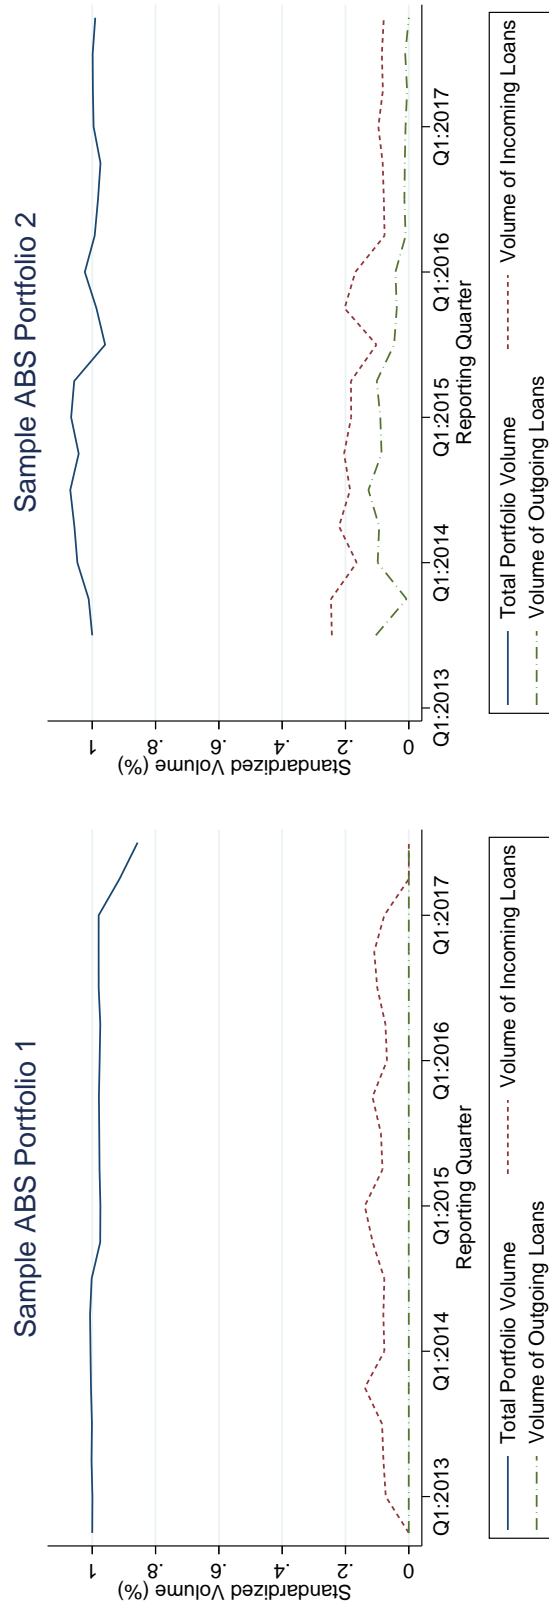 Sample ABS Portfolio 1
Standardized Volume (%)
1
.8
.6
.4
.2
0
Q1:2013
Q1:2014
Q1:2015
Q1:2016
Q1:2017
Reporting Quarter
Total Portfolio Volume
Volume of Incoming Loans
Volume of Outgoing Loans
Sample ABS Portfolio 2
Standardized Volume (%)
1
.8
.6
.4
.2
0
Q1:2013
Q1:2014
Q1:2015
Q1:2016
Q1:2017
Reporting Quarter
Total Portfolio Volume
Volume of Incoming Loans
Volume of Outgoing Loans